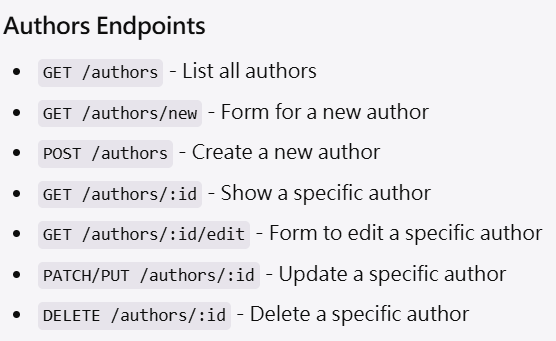 Authors Endpoints
GET /authors - List all authors
GET /authors/new - Form for a new author
POST /authors - Create a new author
GET /authors/:id - Show a specific author
GET /authors/:id/edit - Form to edit a specific author
PATCH/PUT /authors/:id - Update a specific author
DELETE /authors/:id - Delete a specific author